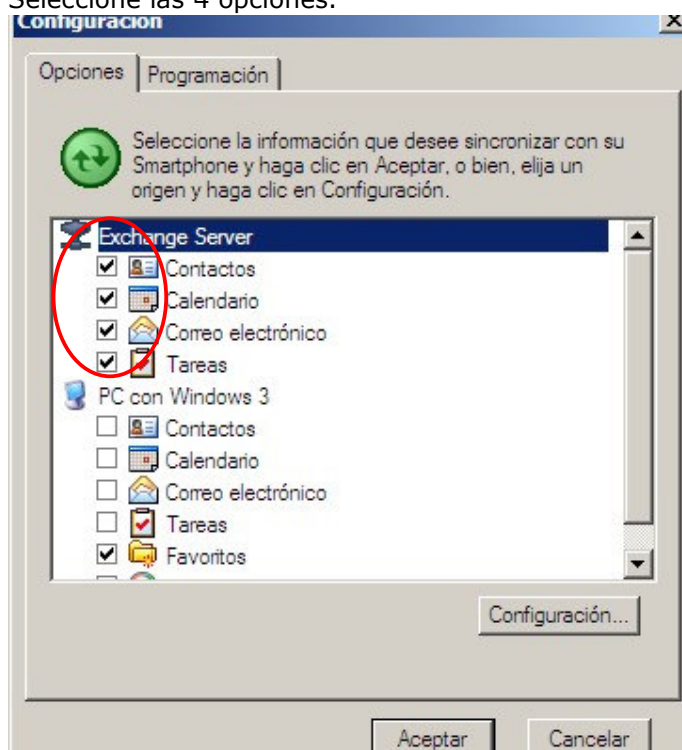 Seleccione las 4 opciones.
Configuración
Opciones
Programación
Seleccione la información que desee sincronizar con su
Smartphone y haga clic en Aceptar, o bien, elija un
origen y haga clic en Configuración.
Exchange Server
Contactos
Calendario
Correo electrónico
Tareas
PC con Windows 3
Contactos
Calendario
Correo electrónico
Tareas
Favoritos
Configuración...
Aceptar
Cancelar